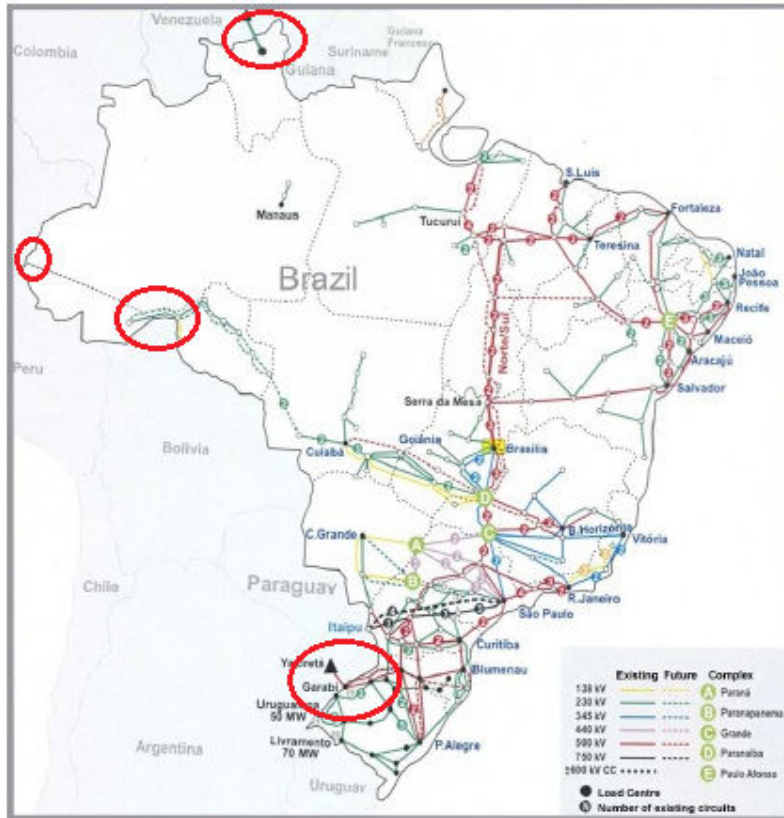 Venezuela
Colombia
Suriname
Guiana
Francesa
Guiana
Manaus
S.Luis
Tucuruí
Fortaleza
Teresina
Natal
João
Pessoa
Brazil
Recife
E
Norte/Sul
Maceió
Peru
Aracajú
Serra da Mesa
Salvador
Bolivia
Goiânia
Brasilia
Cuiabá
D
C.Grande
A
C
B.Horizonte
Vitória
B
Paraguay
R.Janeiro
Chile
São Paulo
Itaipu
Curitiba
Yaciretá
Blumenau
Garabi
50 MW
Livramento
70 MW
P.Alegre
Argentina
Uruguay
Existing Future Complex
138 kV A Paraná
230 kV B Paranapanema
345 kV C Grande
440 kV D Paranaíba
500 kV E Paulo Afonso
750 kV
±600 kV CC
Load Centre
N Number of existing circuits